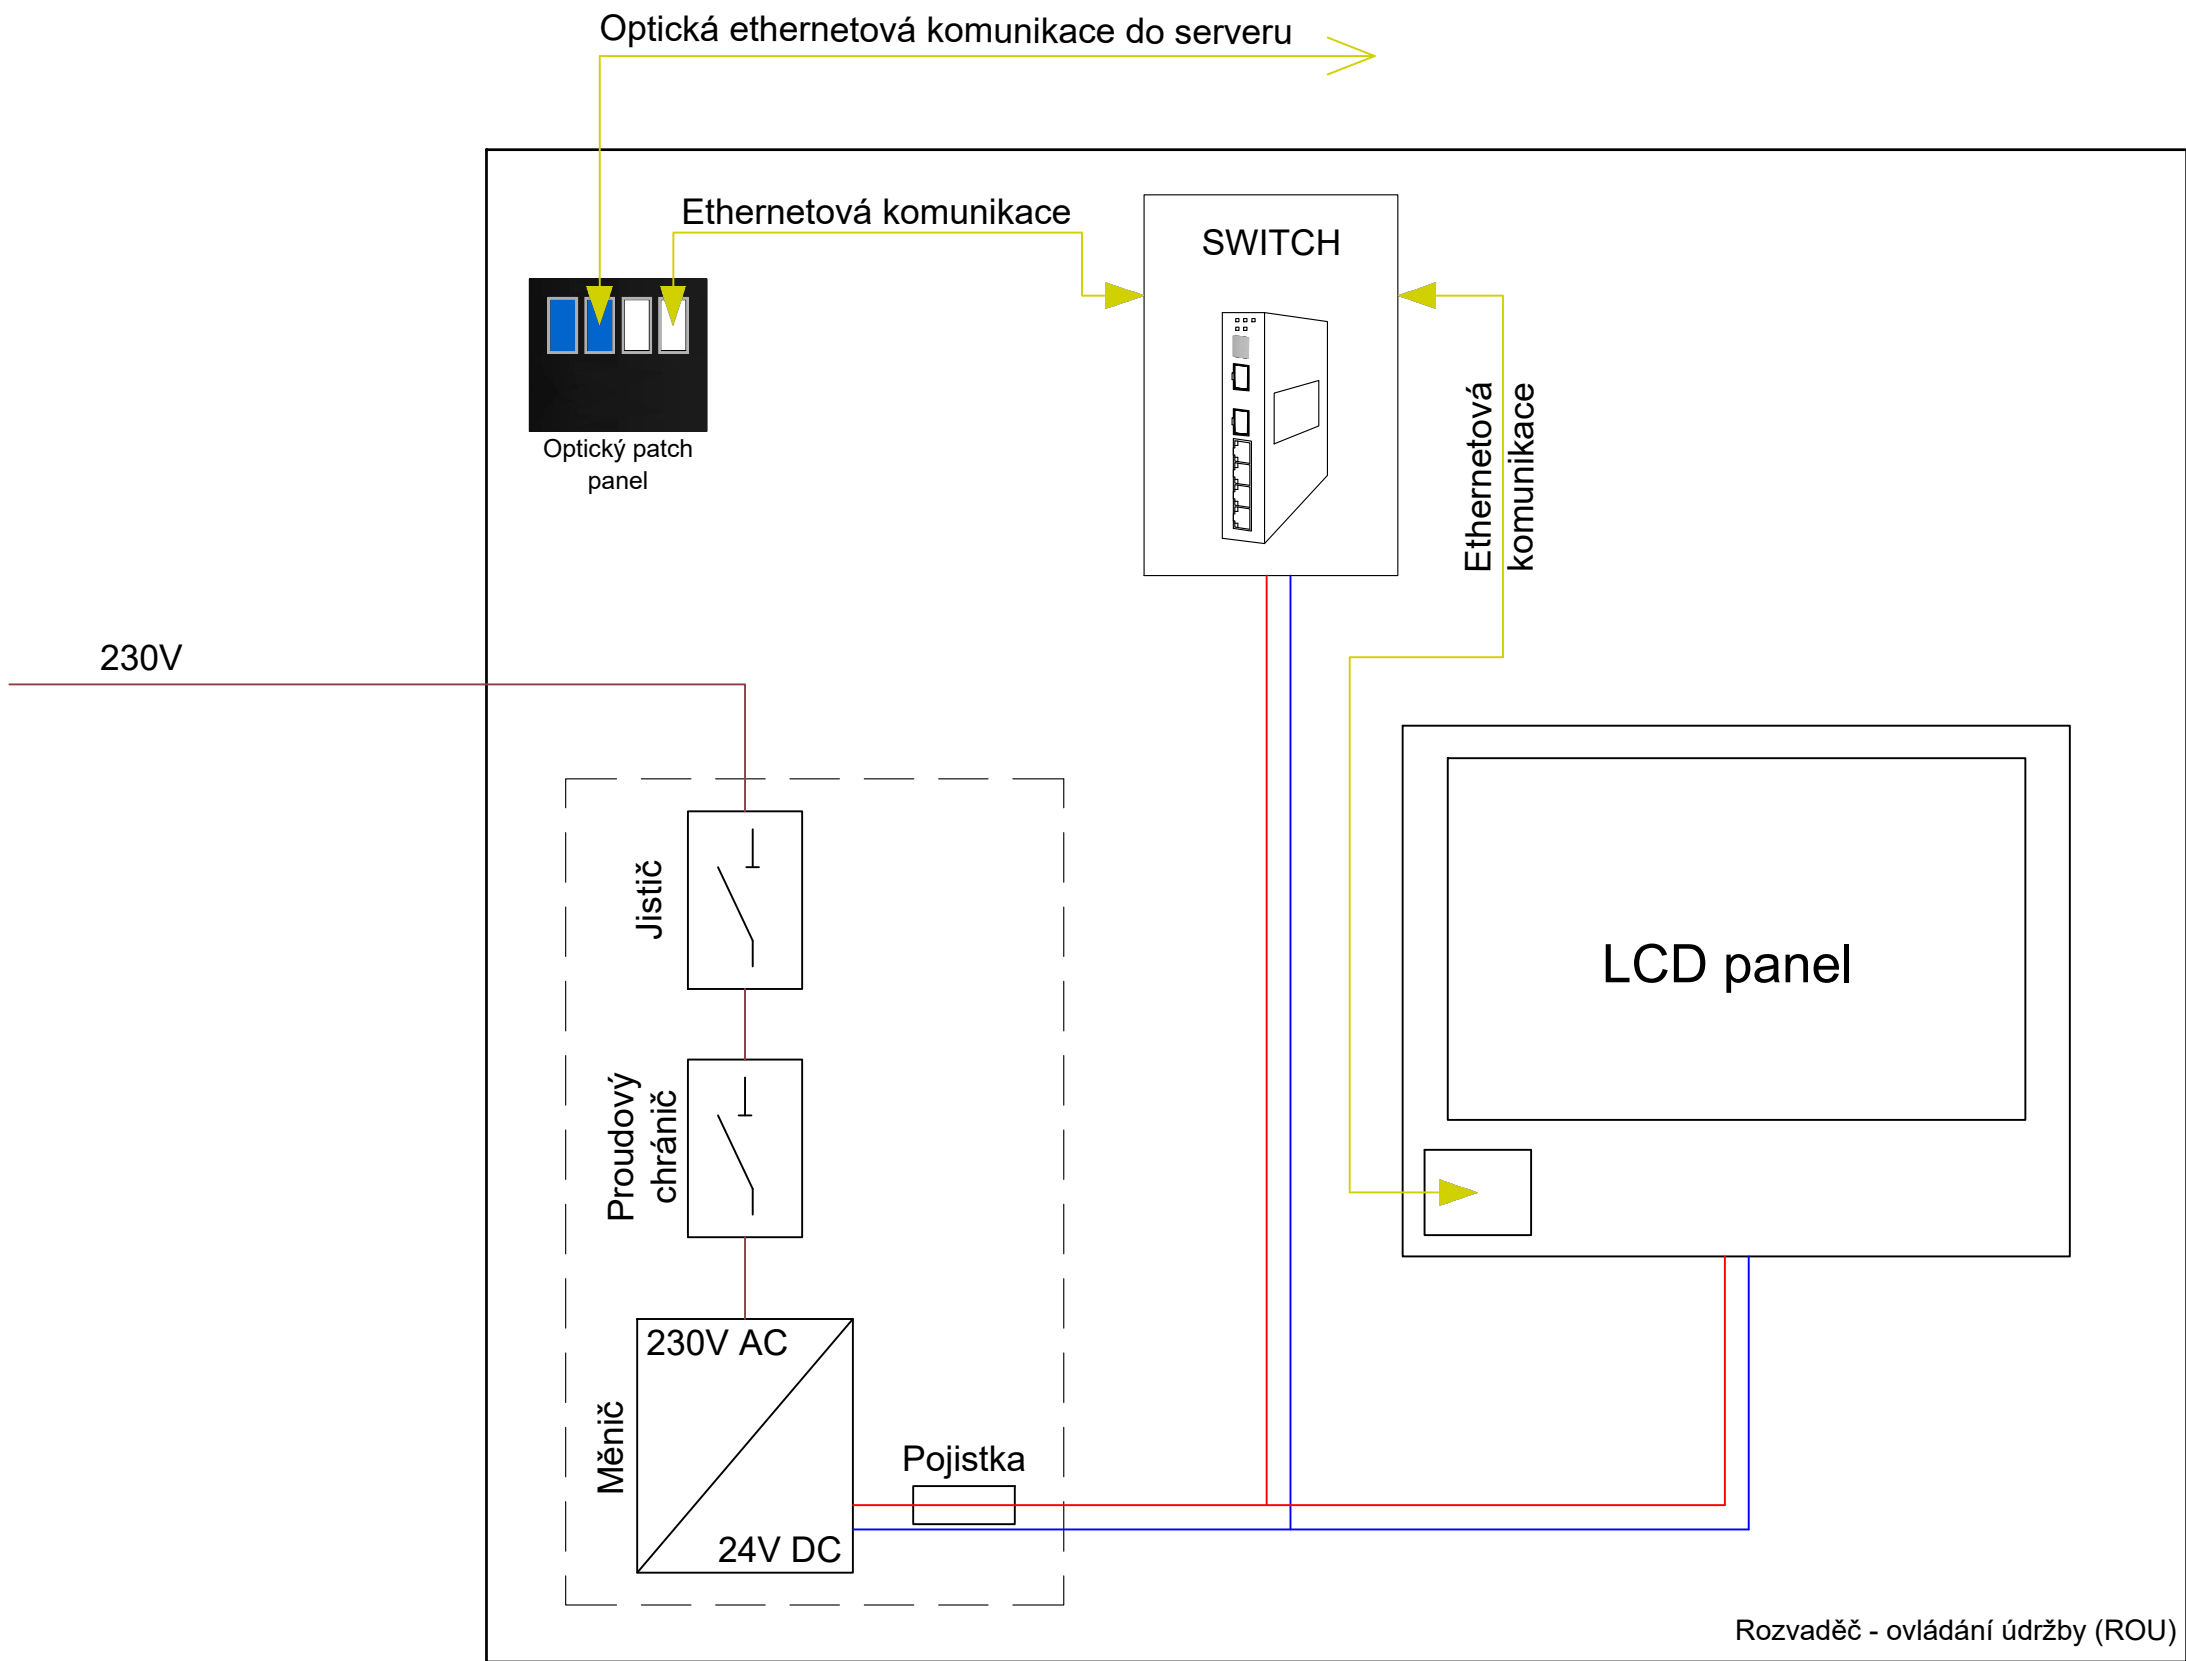 Optická ethernetová komunikace do serveru
Ethernetová komunikace
SWITCH
Optický patch
panel
Ethernetová
komunikace
230V
Jistič
LCD panel
Proudový
chránič
230V AC
Měnič
Pojistka
24V DC
Rozvaděč - ovládání údržby (ROU)